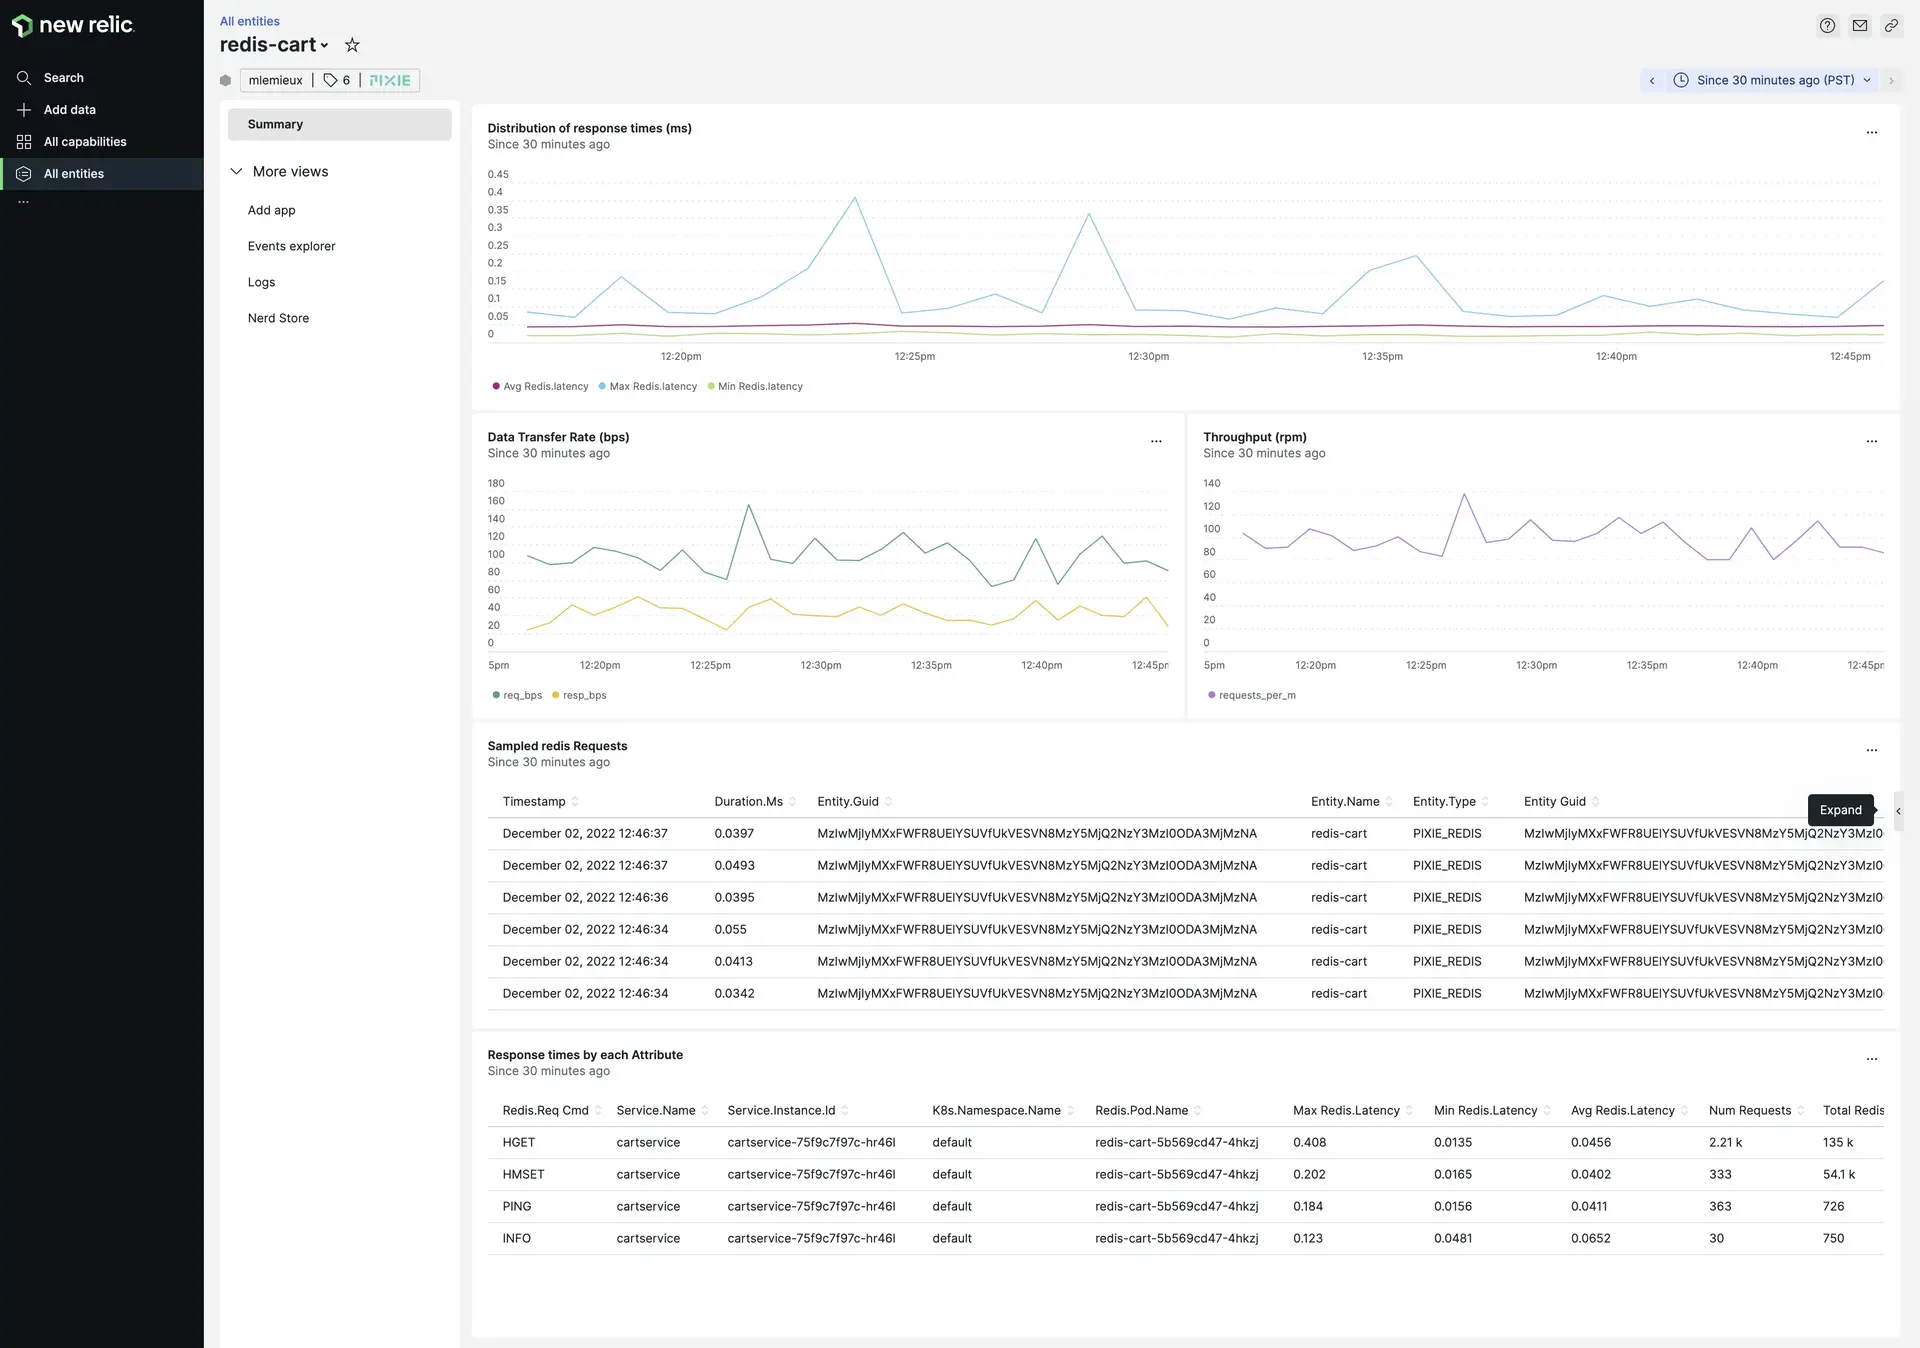 new relic.
Search
Add data
All capabilities
All entities
...
All entities
redis-cart
mlemieux | 6 | PIXIE
Since 30 minutes ago (PST)
Summary
More views
Add app
Events explorer
Logs
Nerd Store
Distribution of response times (ms)
Since 30 minutes ago
0.45
0.4
0.35
0.3
0.25
0.2
0.15
0.1
0.05
0
12:20pm 12:25pm 12:30pm 12:35pm 12:40pm 12:45pm
Avg Redis.latency Max Redis.latency Min Redis.latency
Data Transfer Rate (bps)
Since 30 minutes ago
180
160
140
120
100
80
60
40
20
0
5pm 12:20pm 12:25pm 12:30pm 12:35pm 12:40pm 12:45pm
req_bps resp_bps
Throughput (rpm)
Since 30 minutes ago
140
120
100
80
60
40
20
0
5pm 12:20pm 12:25pm 12:30pm 12:35pm 12:40pm 12:45pm
requests_per_m
Sampled redis Requests
Since 30 minutes ago
Timestamp Duration.Ms Entity.Guid Entity.Name Entity.Type Entity Guid
Expand
December 02, 2022 12:46:37 0.0397 redis-cart PIXIE_REDIS
December 02, 2022 12:46:37 0.0493 redis-cart PIXIE_REDIS
December 02, 2022 12:46:36 0.0395 redis-cart PIXIE_REDIS
December 02, 2022 12:46:34 0.055 redis-cart PIXIE_REDIS
December 02, 2022 12:46:34 0.0413 redis-cart PIXIE_REDIS
December 02, 2022 12:46:34 0.0342 redis-cart PIXIE_REDIS
Response times by each Attribute
Since 30 minutes ago
Redis.Req Cmd Service.Name Service.Instance.Id K8s.Namespace.Name Redis.Pod.Name Max Redis.Latency Min Redis.Latency Avg Redis.Latency Num Requests Total Redis
HGET cartservice cartservice-75f9c7f97c-hr46l default redis-cart-5b569cd47-4hkzj 0.408 0.0135 0.0456 2.21 k 135 k
HMSET cartservice cartservice-75f9c7f97c-hr46l default redis-cart-5b569cd47-4hkzj 0.202 0.0165 0.0402 333 54.1 k
PING cartservice cartservice-75f9c7f97c-hr46l default redis-cart-5b569cd47-4hkzj 0.184 0.0156 0.0411 363 726
INFO cartservice cartservice-75f9c7f97c-hr46l default redis-cart-5b569cd47-4hkzj 0.123 0.0481 0.0652 30 750